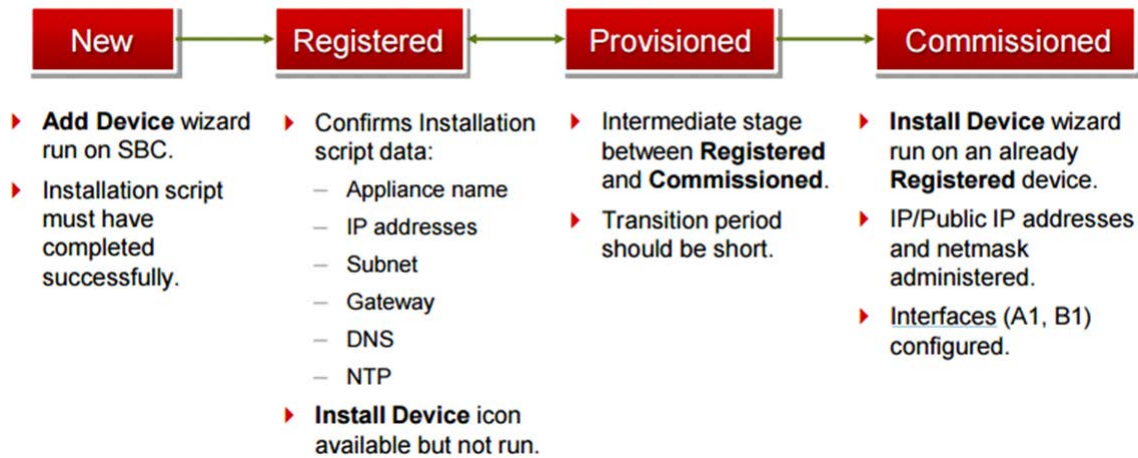 New
Registered
Provisioned
Commissioned
Add Device wizard
run on SBC.
Installation script
must have
completed
successfully.
Confirms Installation
script data:
– Appliance name
– IP addresses
– Subnet
– Gateway
– DNS
– NTP
Install Device icon
available but not run.
Intermediate stage
between Registered
and Commissioned.
Transition period
should be short.
Install Device wizard
run on an already
Registered device.
IP/Public IP addresses
and netmask
administered.
Interfaces (A1, B1)
configured.